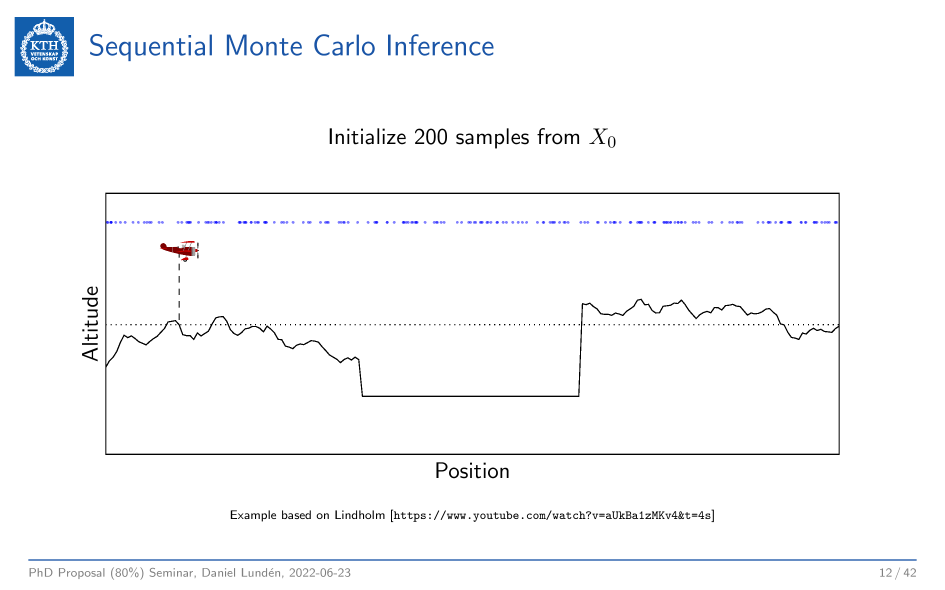 KTH
VETENSKAP
OCH KONST
Sequential Monte Carlo Inference
Initialize 200 samples from X₀
Altitude
Position
Example based on Lindholm [https://www.youtube.com/watch?v=aUkBa1zMKv4&t=4s]
PhD Proposal (80%) Seminar, Daniel Lundén, 2022-06-23
12 / 42